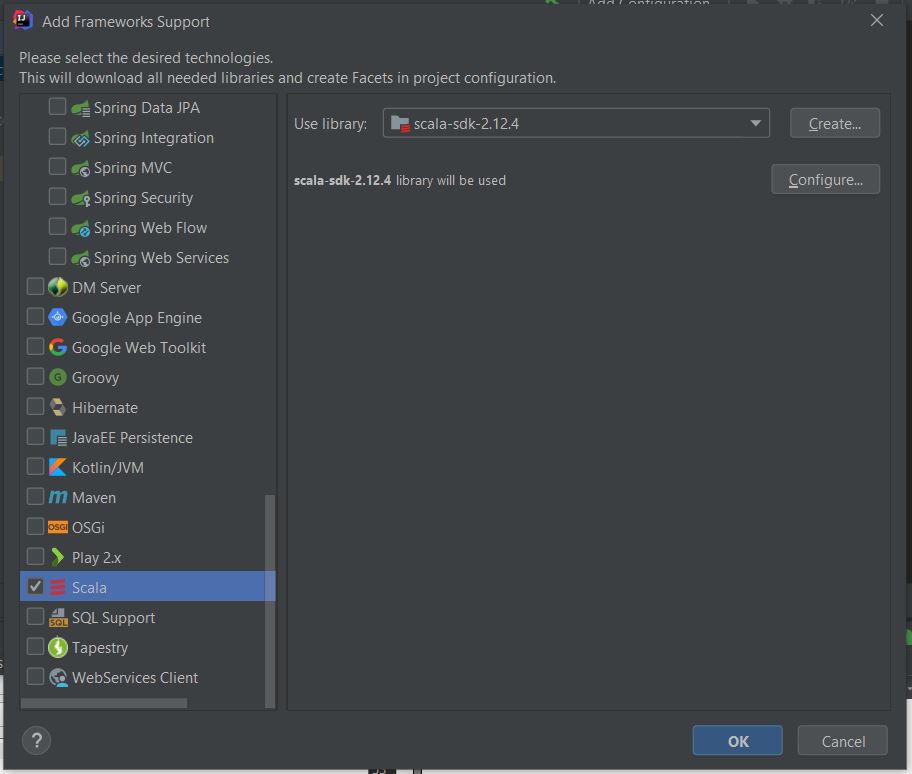 Add Configuration
Add Frameworks Support
Please select the desired technologies.
This will download all needed libraries and create Facets in project configuration.
Spring Data JPA
Spring Integration
Spring MVC
Spring Security
Spring Web Flow
Spring Web Services
DM Server
Google App Engine
Google Web Toolkit
G Groovy
Hibernate
JavaEE Persistence
Kotlin/JVM
m Maven
OSGi OSGi
Play 2.x
Scala
SQL SQL Support
Tapestry
WebServices Client
Use library: scala-sdk-2.12.4 Create...
scala-sdk-2.12.4 library will be used Configure...
? OK Cancel